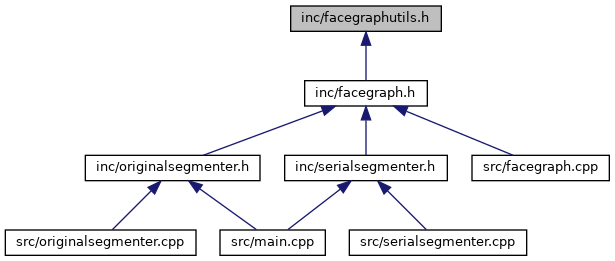 inc/facegraphutils.h
inc/facegraph.h
inc/originalsegmenter.h
inc/serialsegmenter.h
src/facegraph.cpp
src/originalsegmenter.cpp
src/main.cpp
src/serialsegmenter.cpp